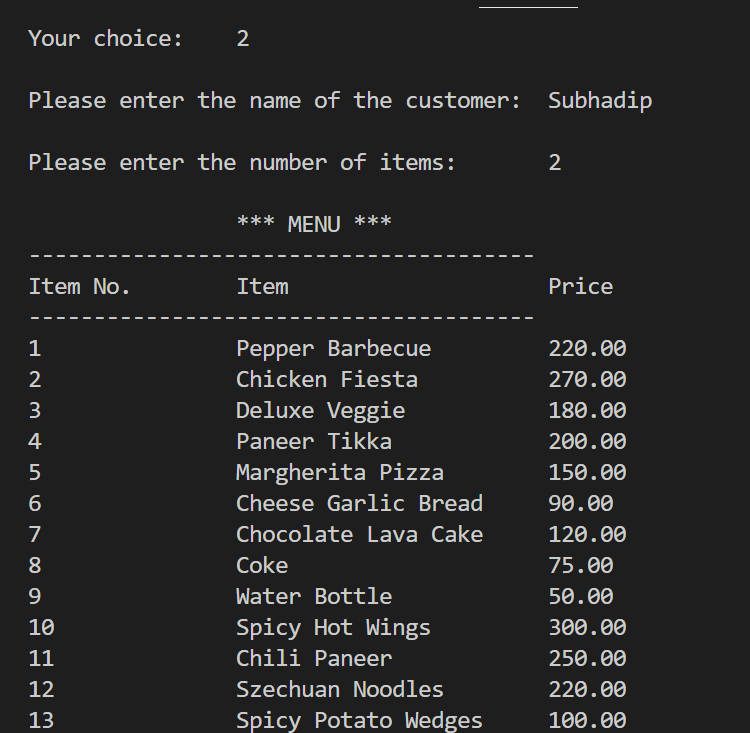 Your choice: 2
Please enter the name of the customer: Subhadip
Please enter the number of items: 2
*** MENU ***
---------------------------------------
Item No. Item Price
---------------------------------------
1 Pepper Barbecue 220.00
2 Chicken Fiesta 270.00
3 Deluxe Veggie 180.00
4 Paneer Tikka 200.00
5 Margherita Pizza 150.00
6 Cheese Garlic Bread 90.00
7 Chocolate Lava Cake 120.00
8 Coke 75.00
9 Water Bottle 50.00
10 Spicy Hot Wings 300.00
11 Chili Paneer 250.00
12 Szechuan Noodles 220.00
13 Spicy Potato Wedges 100.00